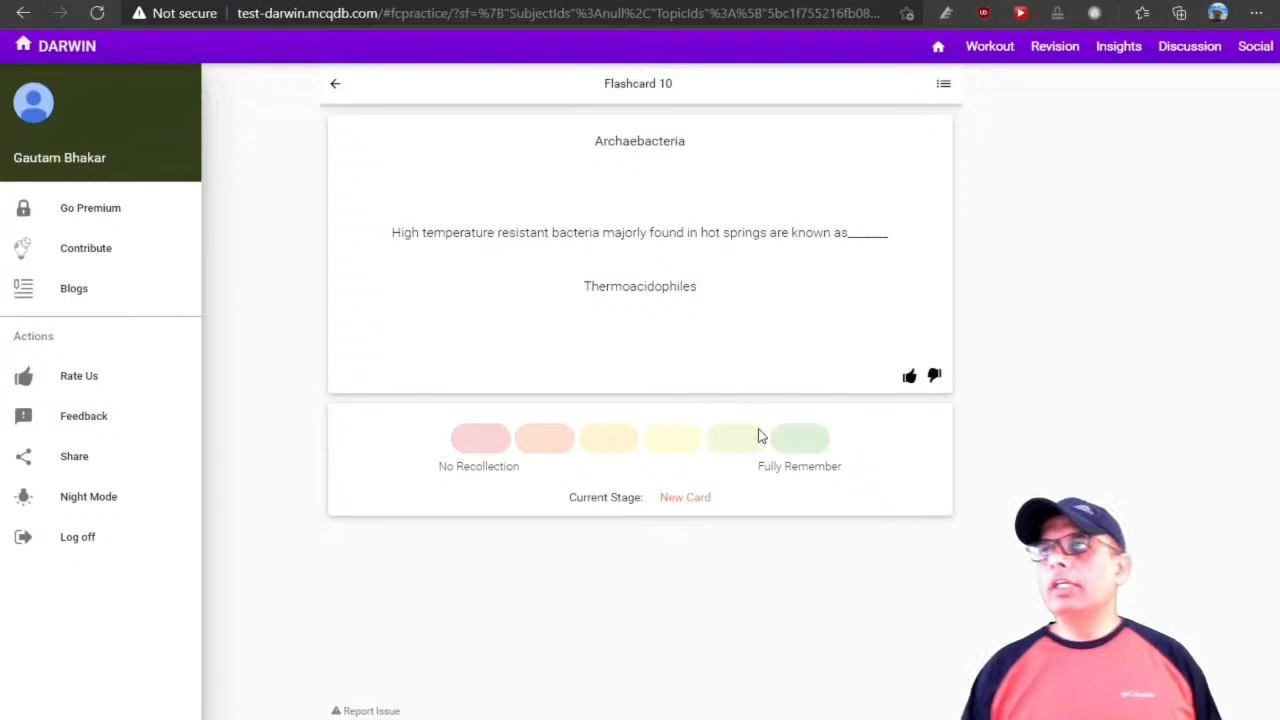 Not secure | test-darwin.mcqdb.com/#fcpractice/?sf=%7B"SubjectIds"%3Anull%2C"TopicIds"%3A%5B"5bc1f755216fb08...
DARWIN
Workout
Revision
Insights
Discussion
Social
Gautam Bhakar
Go Premium
Contribute
Blogs
Actions
Rate Us
Feedback
Share
Night Mode
Log off
Flashcard 10
Archaebacteria
High temperature resistant bacteria majorly found in hot springs are known as______
Thermoacidophiles
No Recollection
Fully Remember
Current Stage: New Card
Report Issue
Columbia